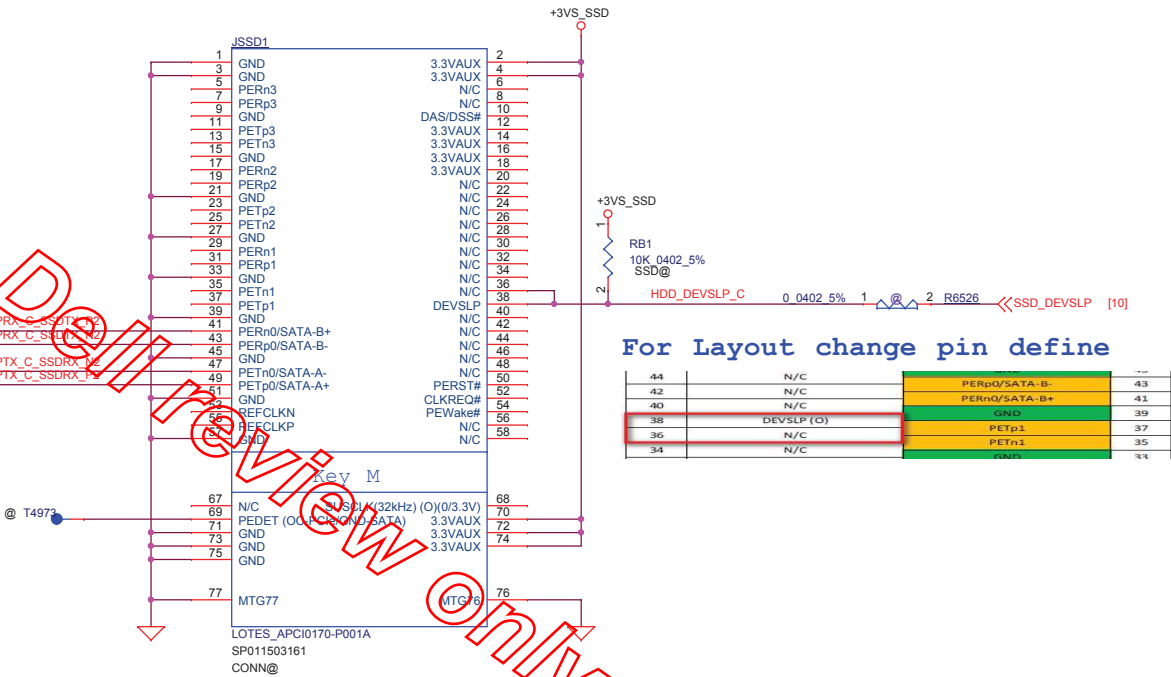 +3VS_SSD
JSSD1
1 GND 3.3VAUX 2
3 GND 3.3VAUX 4
5 PERn3 N/C 6
7 PERp3 N/C 8
9 GND DAS/DSS# 10
11 PETp3 3.3VAUX 12
13 PETn3 3.3VAUX 14
15 GND 3.3VAUX 16
17 PERn2 3.3VAUX 18
19 PERp2 N/C 20
21 GND N/C 22
23 PETp2 N/C 24
25 PETn2 N/C 26
27 GND N/C 28
29 PERn1 N/C 30
31 PERp1 N/C 32
33 GND N/C 34
35 PETn1 N/C 36
37 PETp1 DEVSLP 38
39 GND N/C 40
41 PERn0/SATA-B+ N/C 42
43 PERp0/SATA-B- N/C 44
45 GND N/C 46
47 PETn0/SATA-A- N/C 48
49 PETp0/SATA-A+ PERST# 50
51 GND CLKREQ# 52
53 REFCLKN PEWake# 54
55 REFCLKP N/C 56
57 GND N/C 58
Key M
67 N/C SUSCLK(32kHz) (O)(0/3.3V) 68
69 PEDET (OC-PCIe/GND-SATA) 3.3VAUX 70
71 GND 3.3VAUX 72
73 GND 3.3VAUX 74
75 GND
77 MTG77 MTG76 76
LOTES_APCI0170-P001A
SP011503161
CONN@
@ T4973
+3VS_SSD
1
RB1
10K_0402_5%
SSD@
2
HDD_DEVSLP_C 0_0402_5% 1 @ 2 R6526 SSD_DEVSLP [10]
For Layout change pin define
44 N/C PERp0/SATA-B- 43
42 N/C PERn0/SATA-B+ 41
40 N/C GND 39
38 DEVSLP (O) PETp1 37
36 N/C PETn1 35
34 N/C GND 33
Dell review only